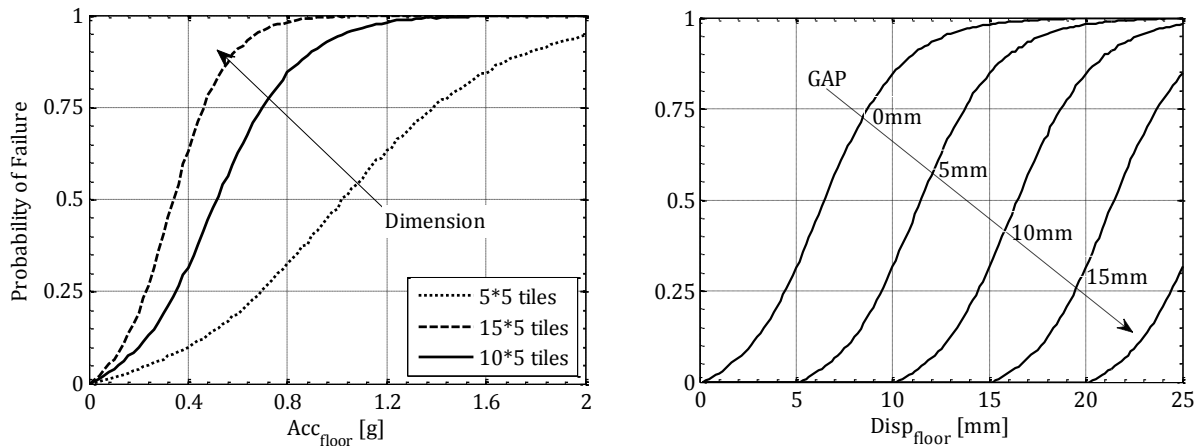 Probability of Failure
1
0.75
0.5
0.25
0
0
0.4
0.8
1.2
1.6
2
Acc_floor [g]
Dimension
5*5 tiles
15*5 tiles
10*5 tiles
1
0.75
0.5
0.25
0
0
5
10
15
20
25
Disp_floor [mm]
GAP
0mm
5mm
10mm
15mm